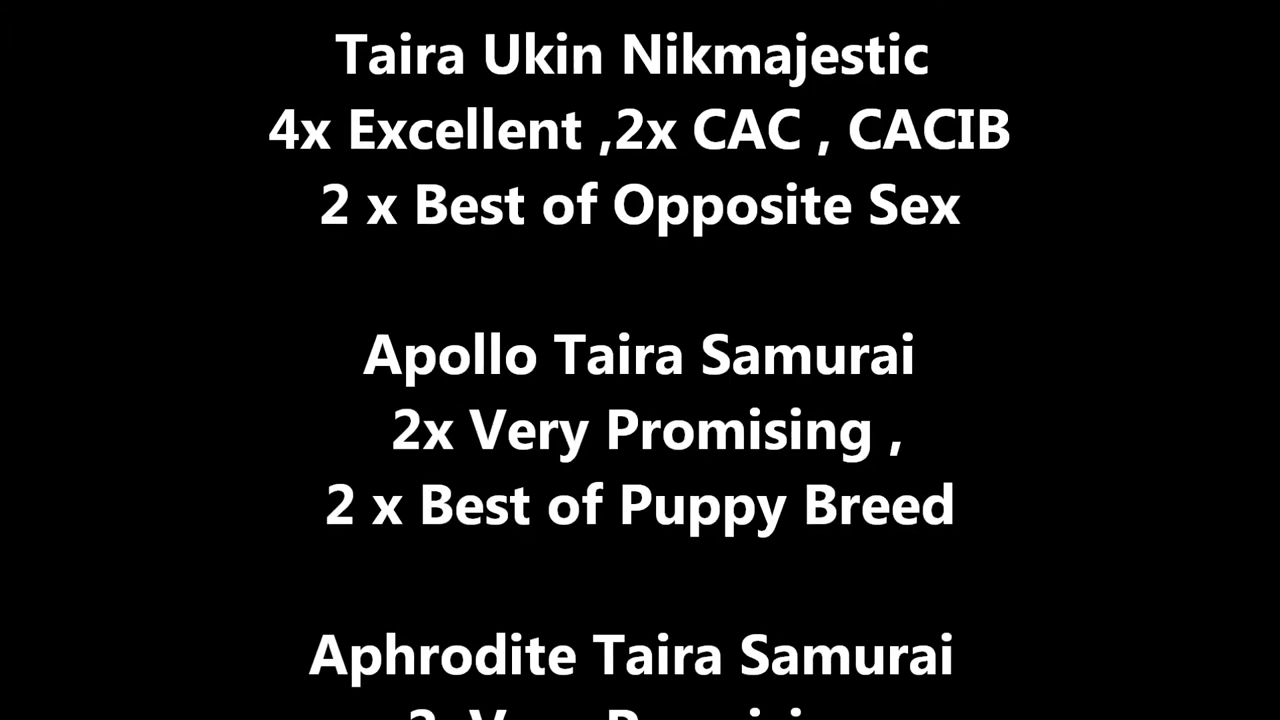 Taira Ukin Nikmajestic
4x Excellent ,2x CAC , CACIB
2 x Best of Opposite Sex
Apollo Taira Samurai
2x Very Promising ,
2 x Best of Puppy Breed
Aphrodite Taira Samurai